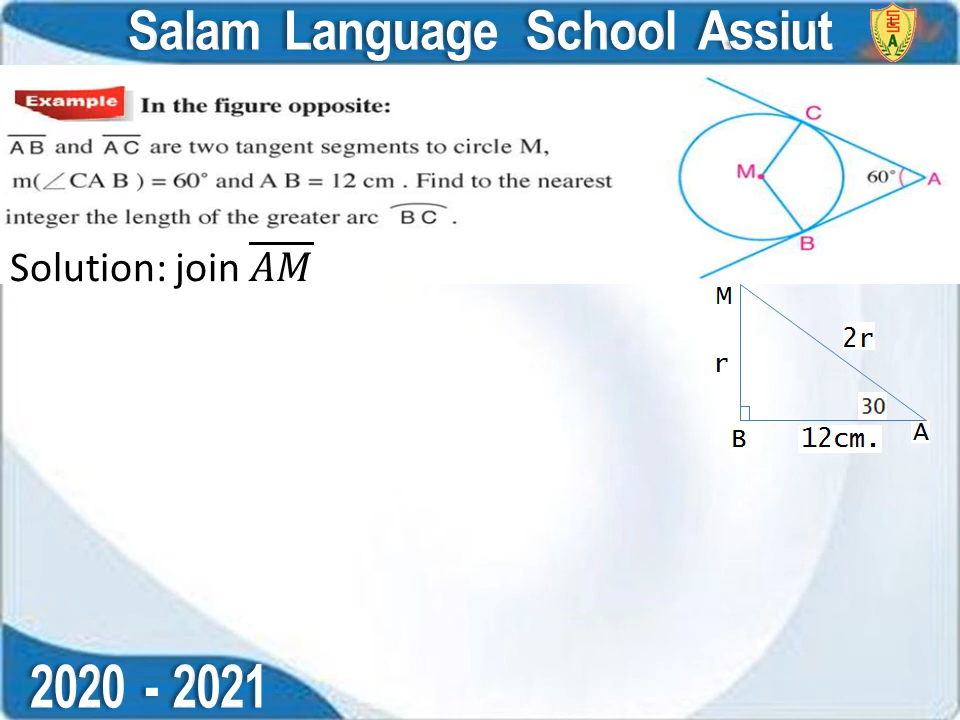 Salam Language School Assiut
Example In the figure opposite:
AB and AC are two tangent segments to circle M,
m(∠CA B ) = 60° and A B = 12 cm . Find to the nearest
integer the length of the greater arc BC .
C
M
60°
A
B
Solution: join AM
M
2r
r
30
B
12cm.
A
2020 - 2021